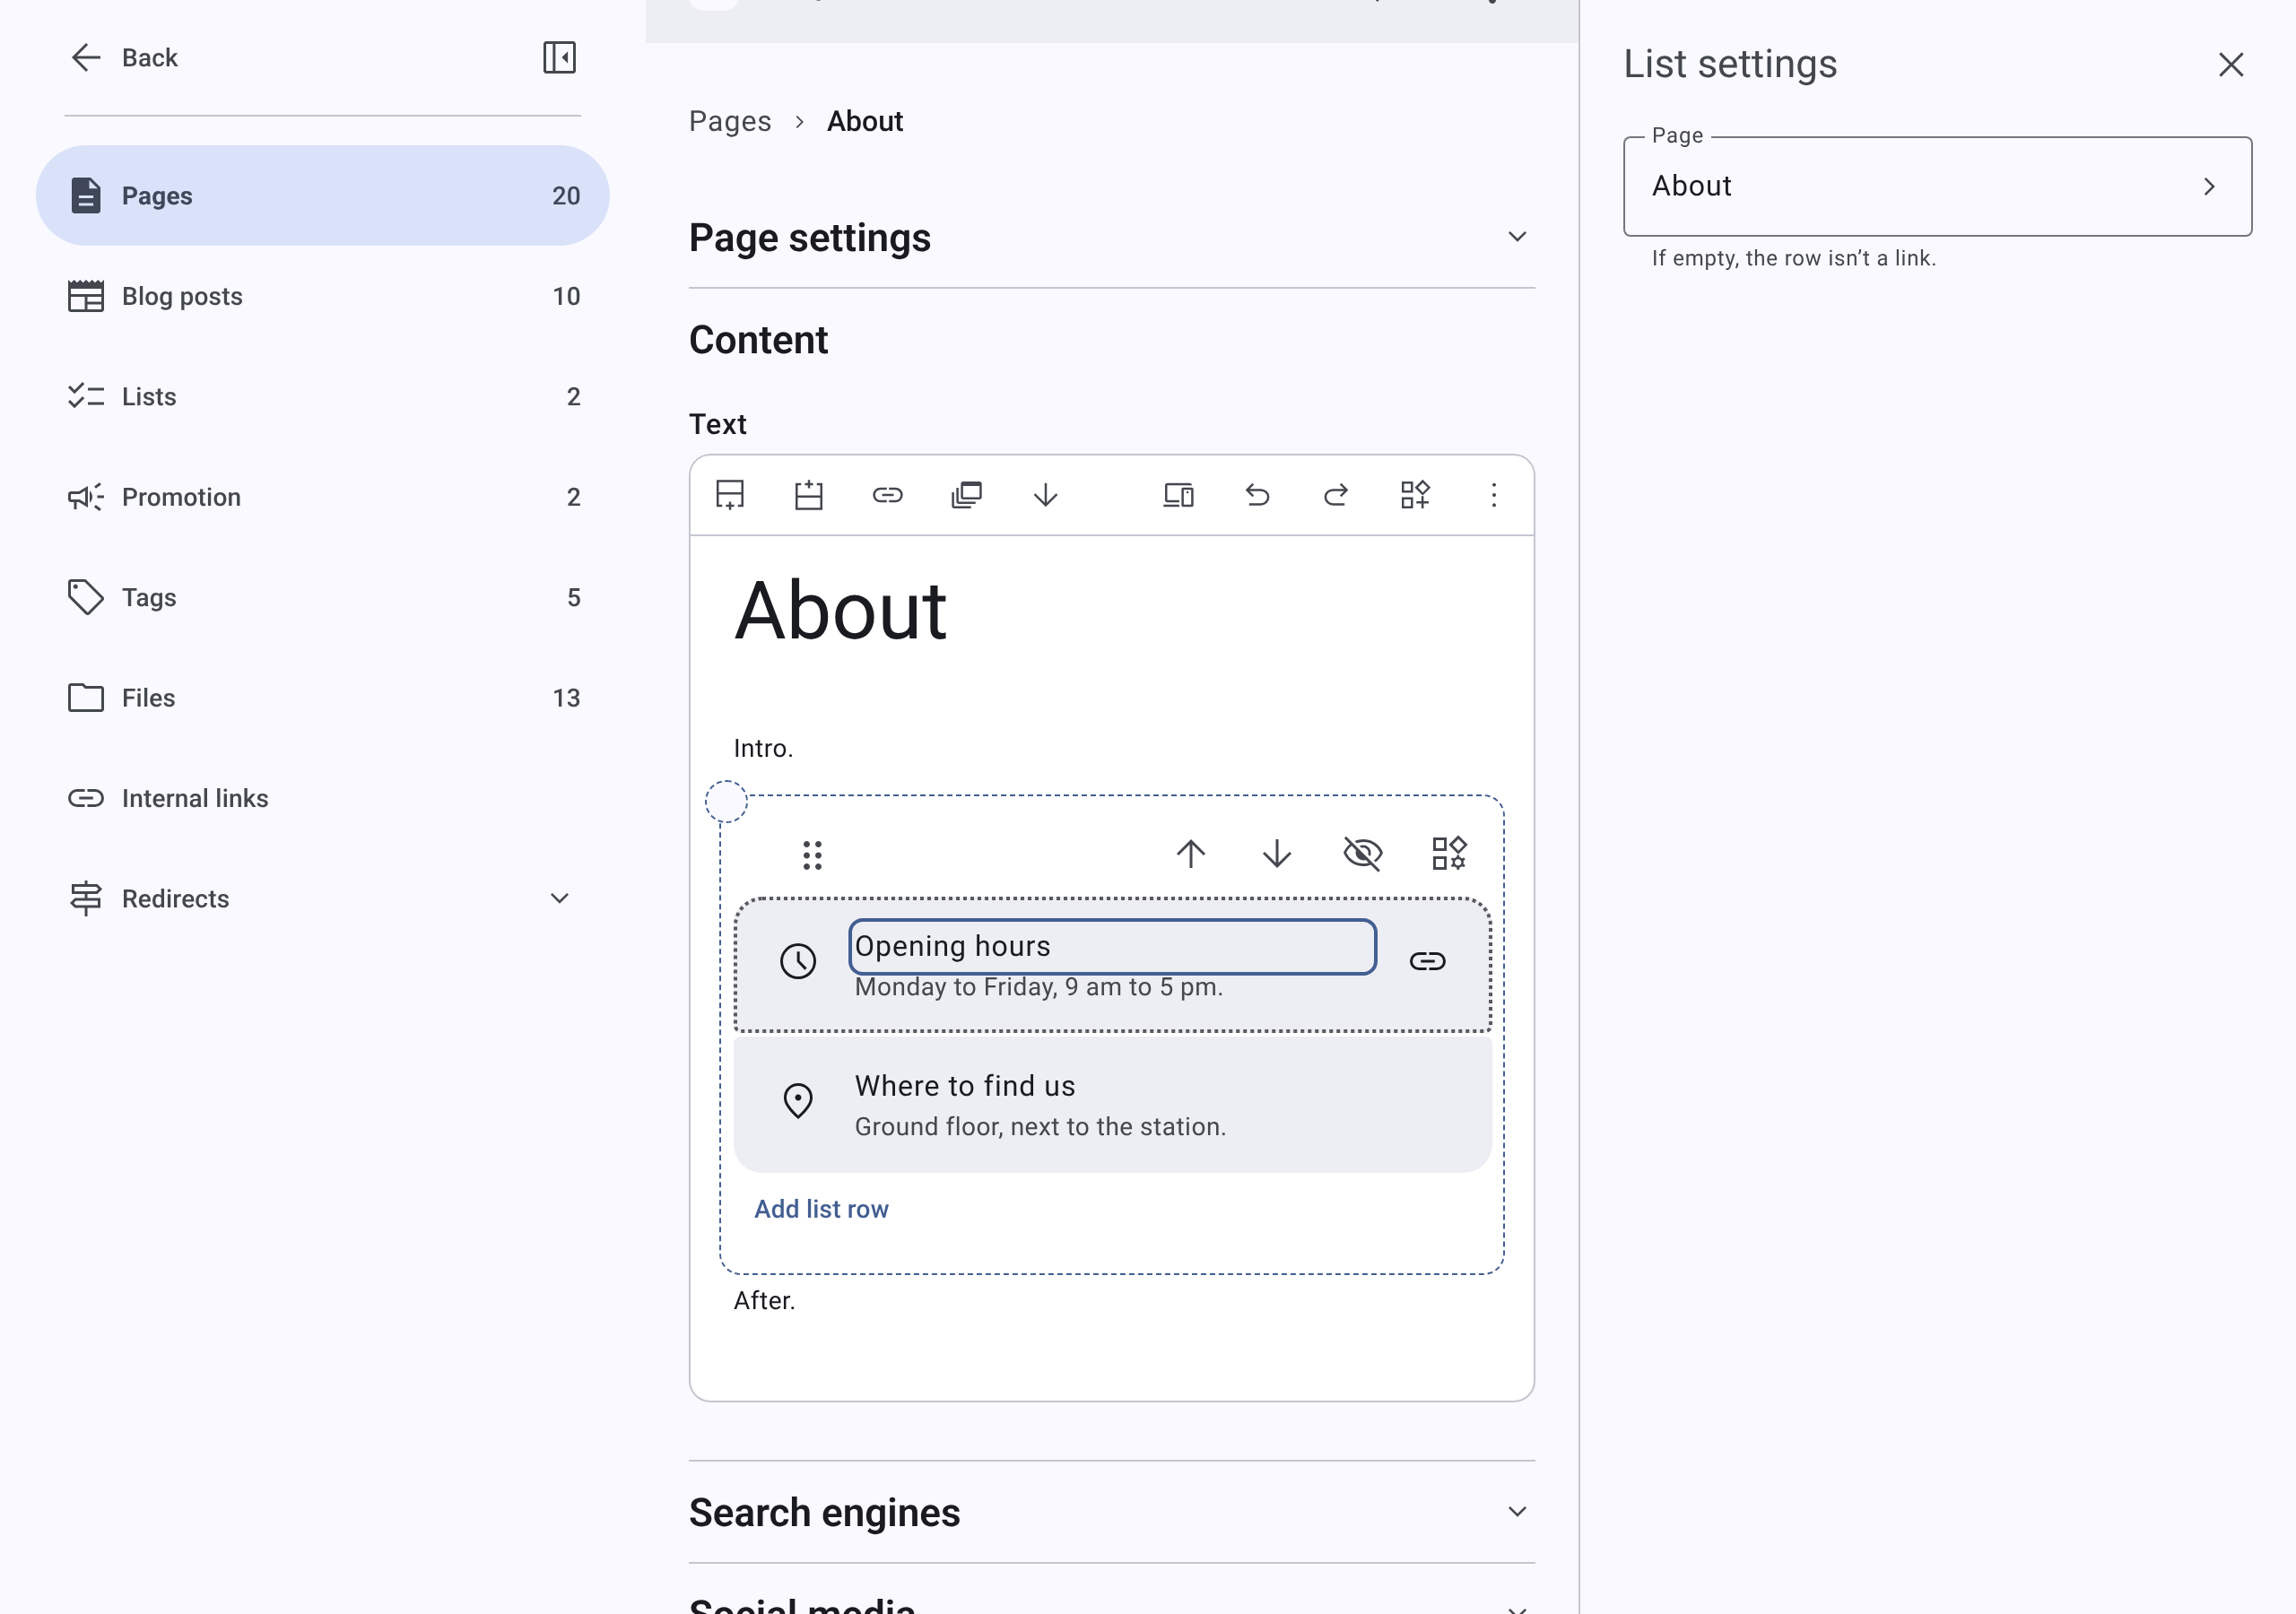 Back
Pages 20
Blog posts 10
Lists 2
Promotion 2
Tags 5
Files 13
Internal links
Redirects
Pages > About
Page settings
Content
Text
About
Intro.
Opening hours
Monday to Friday, 9 am to 5 pm.
Where to find us
Ground floor, next to the station.
Add list row
After.
Search engines
Social media
List settings
Page
About
If empty, the row isn’t a link.